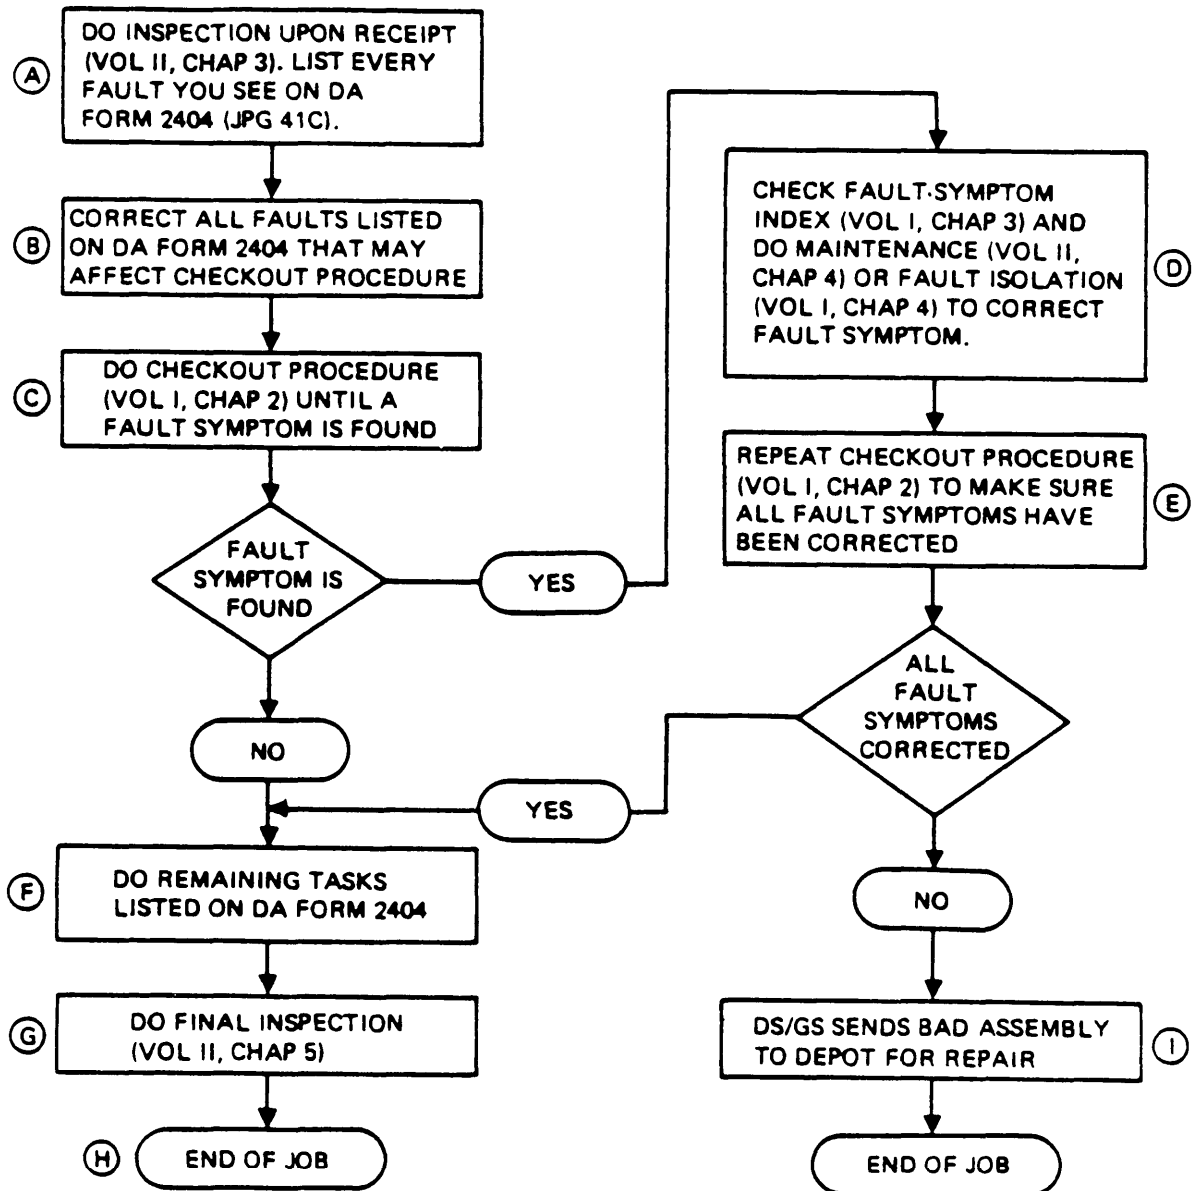 A
DO INSPECTION UPON RECEIPT
(VOL II, CHAP 3). LIST EVERY
FAULT YOU SEE ON DA
FORM 2404 (JPG 41C).
B
CORRECT ALL FAULTS LISTED
ON DA FORM 2404 THAT MAY
AFFECT CHECKOUT PROCEDURE
C
DO CHECKOUT PROCEDURE
(VOL I, CHAP 2) UNTIL A
FAULT SYMPTOM IS FOUND
FAULT
SYMPTOM IS
FOUND
YES
NO
D
CHECK FAULT-SYMPTOM
INDEX (VOL I, CHAP 3) AND
DO MAINTENANCE (VOL II,
CHAP 4) OR FAULT ISOLATION
(VOL I, CHAP 4) TO CORRECT
FAULT SYMPTOM.
E
REPEAT CHECKOUT PROCEDURE
(VOL I, CHAP 2) TO MAKE SURE
ALL FAULT SYMPTOMS HAVE
BEEN CORRECTED
ALL
FAULT
SYMPTOMS
CORRECTED
YES
NO
F
DO REMAINING TASKS
LISTED ON DA FORM 2404
G
DO FINAL INSPECTION
(VOL II, CHAP 5)
H
END OF JOB
DS/GS SENDS BAD ASSEMBLY
TO DEPOT FOR REPAIR
I
END OF JOB